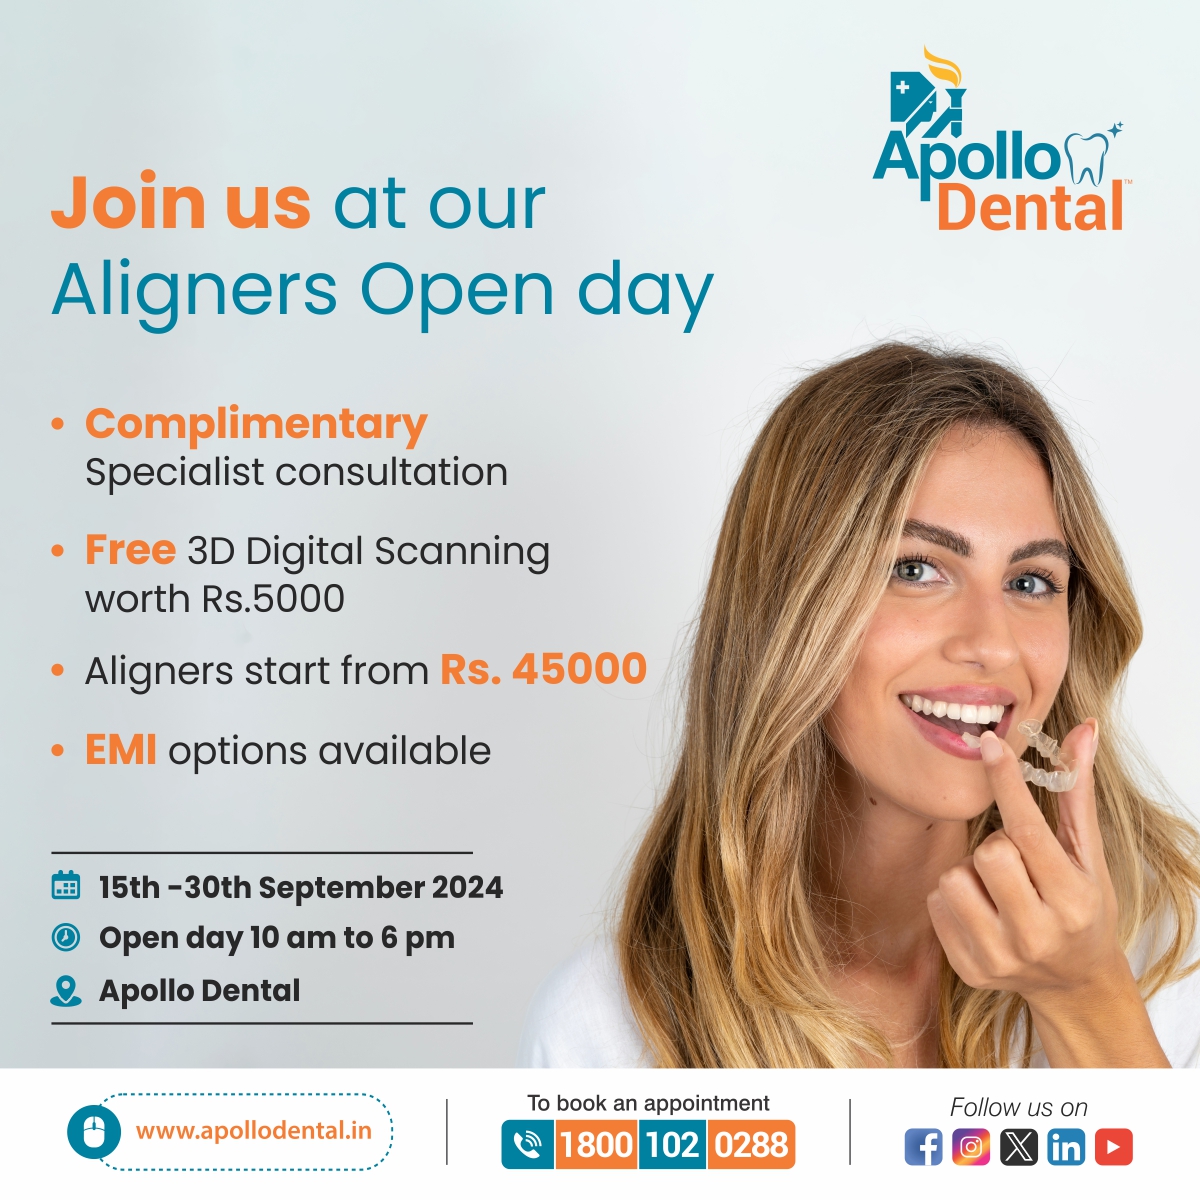 Apollo
Dental™
Join us at our
Aligners Open day
• Complimentary
Specialist consultation
• Free 3D Digital Scanning
worth Rs.5000
• Aligners start from Rs. 45000
• EMI options available
15th -30th September 2024
Open day 10 am to 6 pm
Apollo Dental
www.apollodental.in
To book an appointment
1800 102 0288
Follow us on